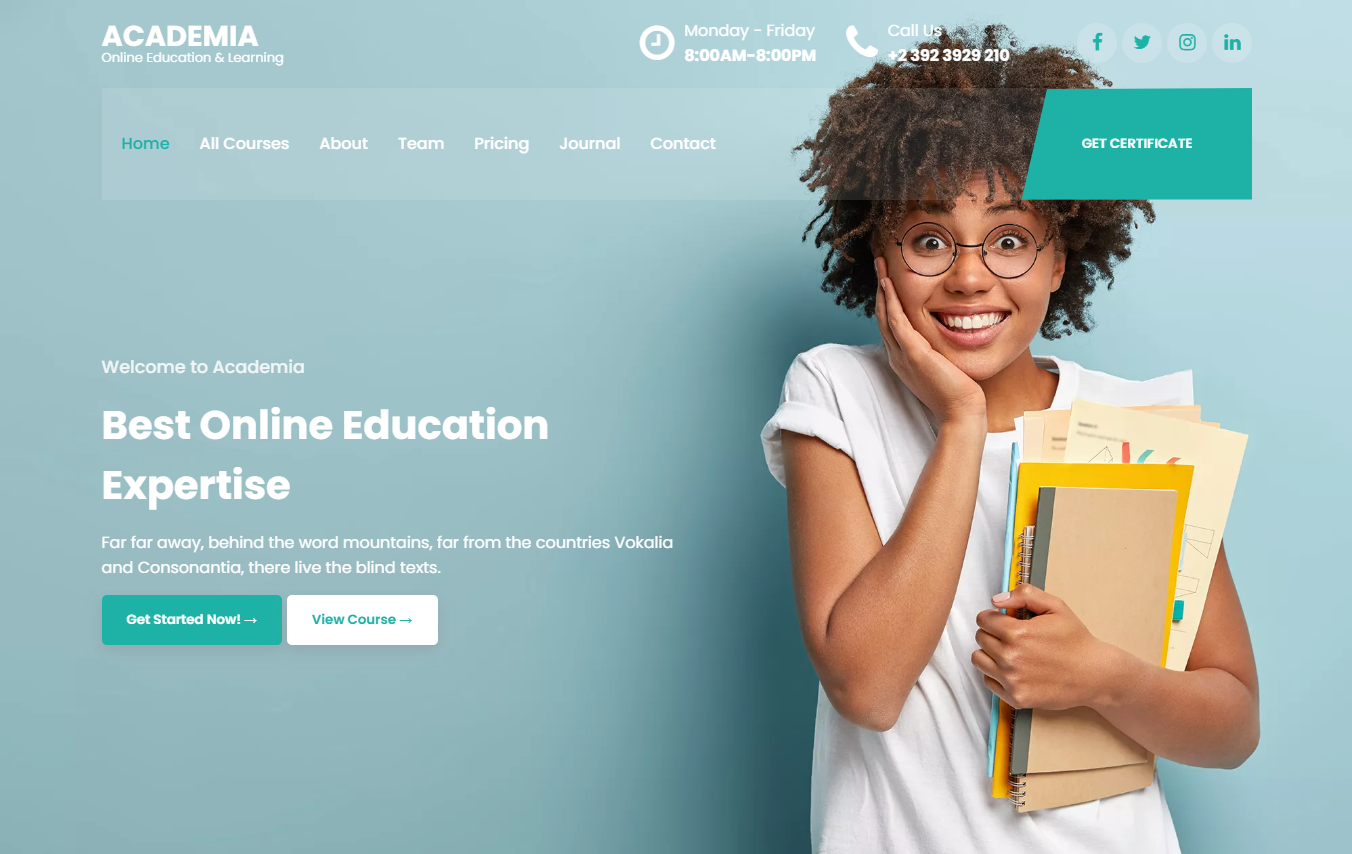 ACADEMIA
Online Education & Learning
Monday - Friday
8:00AM-8:00PM
Call Us
+2 392 3929 210
Home
All Courses
About
Team
Pricing
Journal
Contact
GET CERTIFICATE
Welcome to Academia
Best Online Education
Expertise
Far far away, behind the word mountains, far from the countries Vokalia
and Consonantia, there live the blind texts.
Get Started Now! →
View Course →